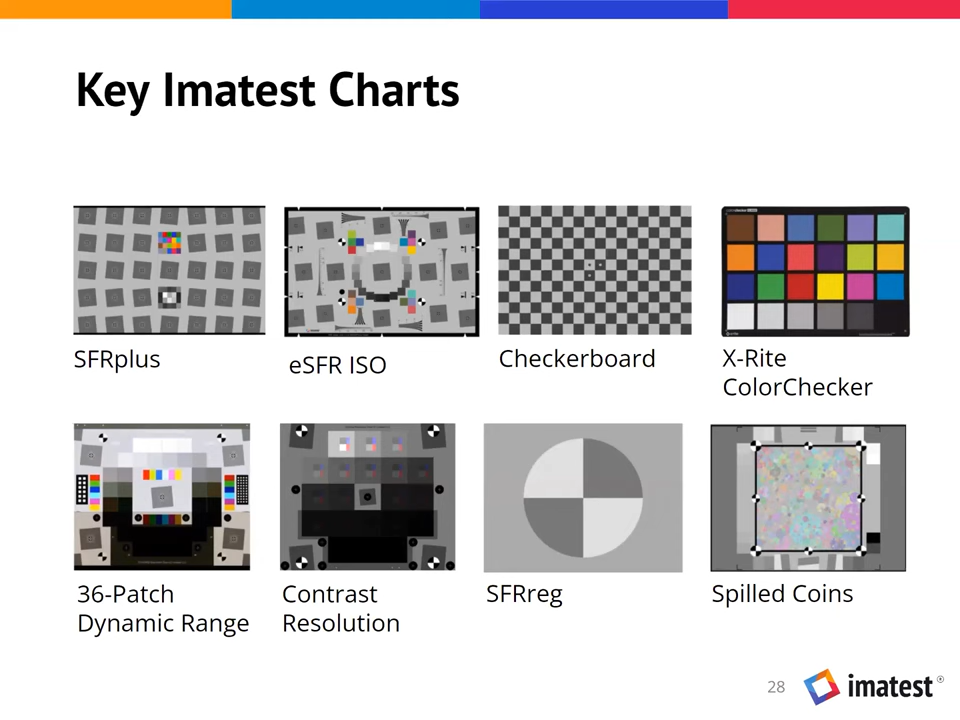 Key Imatest Charts
SFRplus
eSFR ISO
Checkerboard
X-Rite
ColorChecker
36-Patch
Dynamic Range
Contrast
Resolution
SFRreg
Spilled Coins
28
imatest®